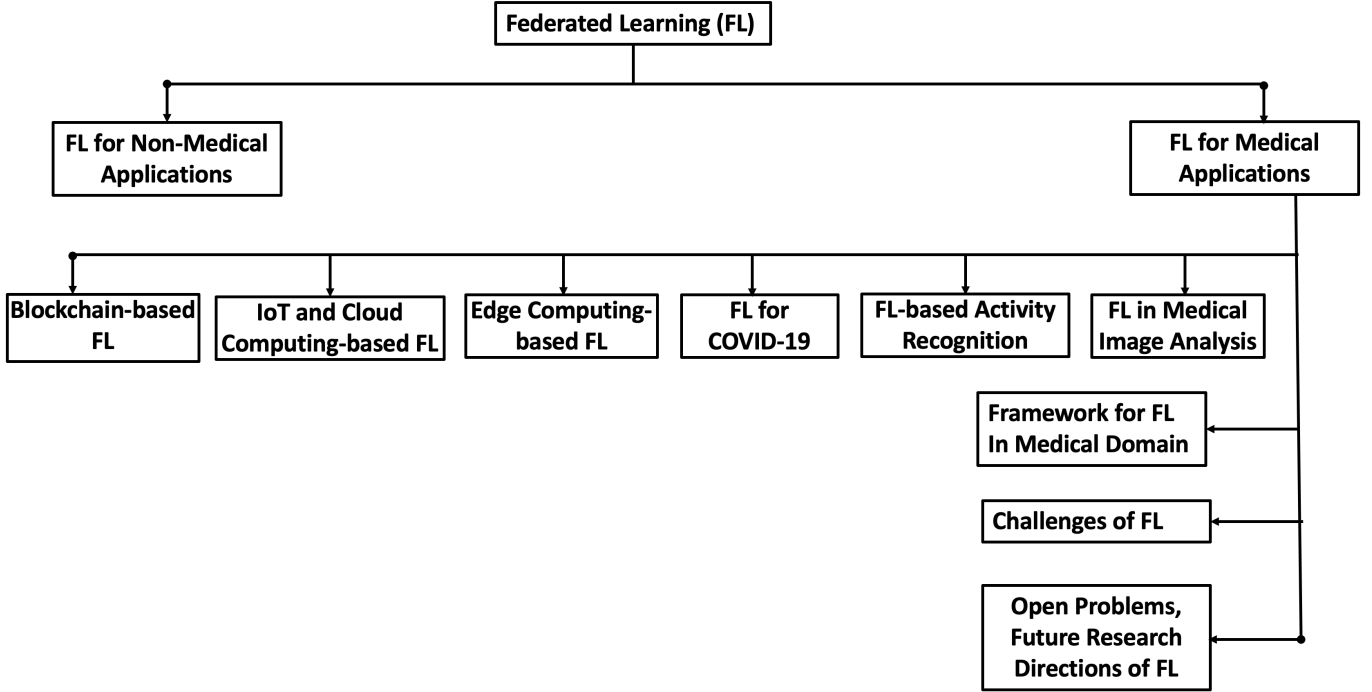 Federated Learning (FL)
FL for Non-Medical
Applications
FL for Medical
Applications
Blockchain-based
FL
IoT and Cloud
Computing-based FL
Edge Computing-
based FL
FL for
COVID-19
FL-based Activity
Recognition
FL in Medical
Image Analysis
Framework for FL
In Medical Domain
Challenges of FL
Open Problems,
Future Research
Directions of FL